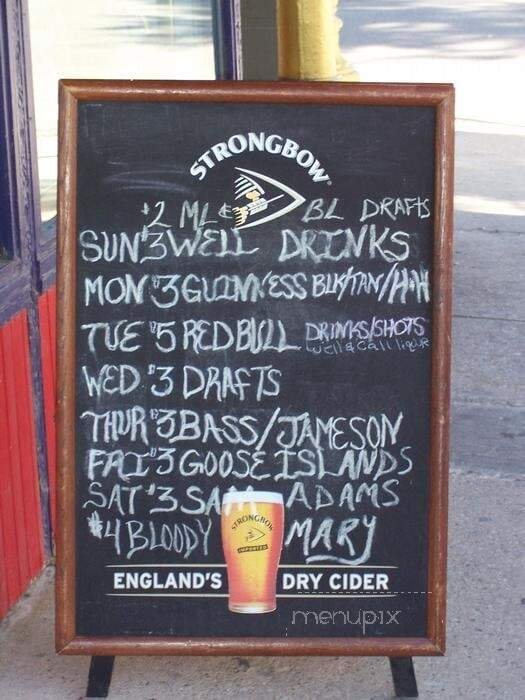 STRONGBOW
$2 ML & BL DRAFTS
SUN $3 WELL DRINKS
MON $3 GUINNESS BLK/TAN/H+H
TUE $5 RED BULL DRINKS/SHOTS
well & call liquor
WED $3 DRAFTS
THUR $3 BASS/JAMESON
FRI $3 GOOSE ISLANDS
SAT $3 SAM ADAMS
$4 BLOODY MARY
STRONGBOW
IMPORTED
ENGLAND'S DRY CIDER
menupix